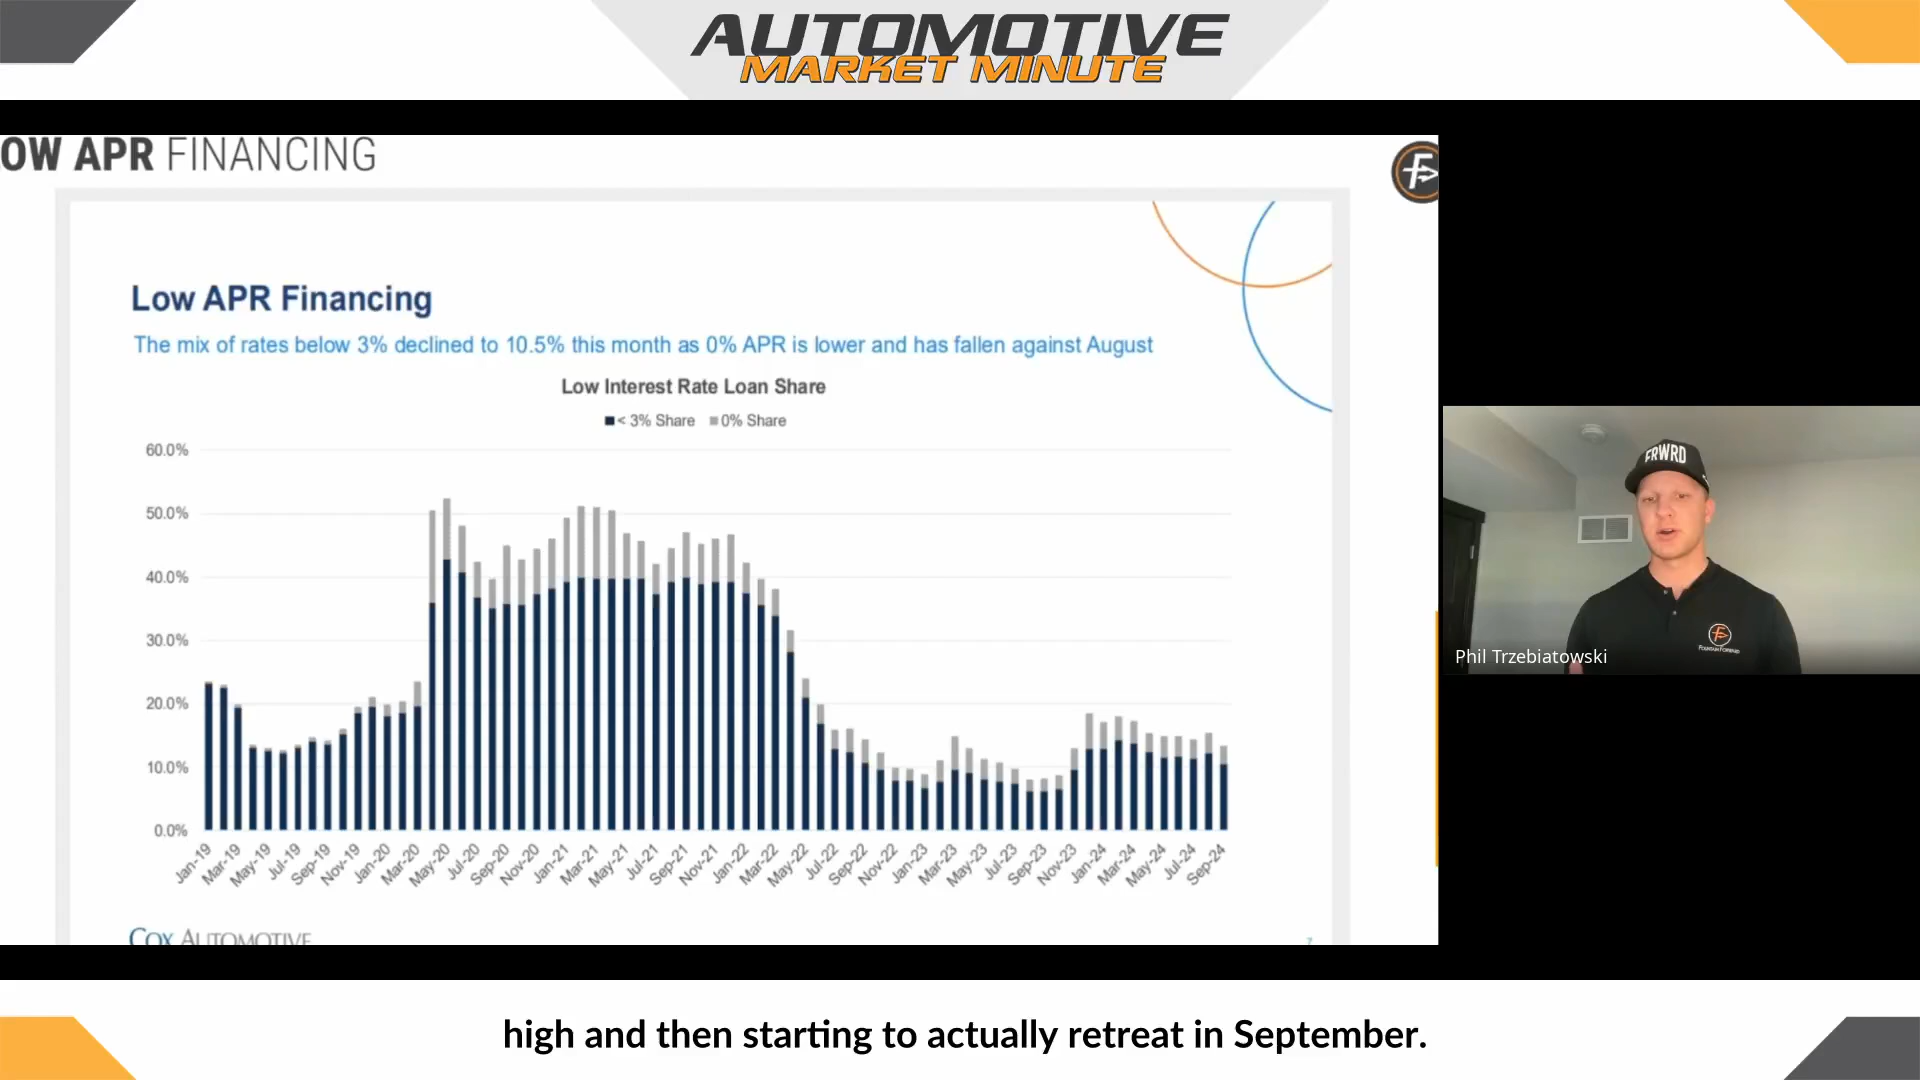 AUTOMOTIVE
MARKET MINUTE
OW APR FINANCING
Low APR Financing
The mix of rates below 3% declined to 10.5% this month as 0% APR is lower and has fallen against August
Low Interest Rate Loan Share
< 3% Share 0% Share
60.0%
50.0%
40.0%
30.0%
20.0%
10.0%
0.0%
Jan-19 Mar-19 May-19 Jul-19 Sep-19 Nov-19 Jan-20 Mar-20 May-20 Jul-20 Sep-20 Nov-20 Jan-21 Mar-21 May-21 Jul-21 Sep-21 Nov-21 Jan-22 Mar-22 May-22 Jul-22 Sep-22 Nov-22 Jan-23 Mar-23 May-23 Jul-23 Sep-23 Nov-23 Jan-24 Mar-24 May-24 Jul-24 Sep-24
COX AUTOMOTIVE
7
FRWRD
FOUNTAIN FORWARD
Phil Trzebiatowski
high and then starting to actually retreat in September.